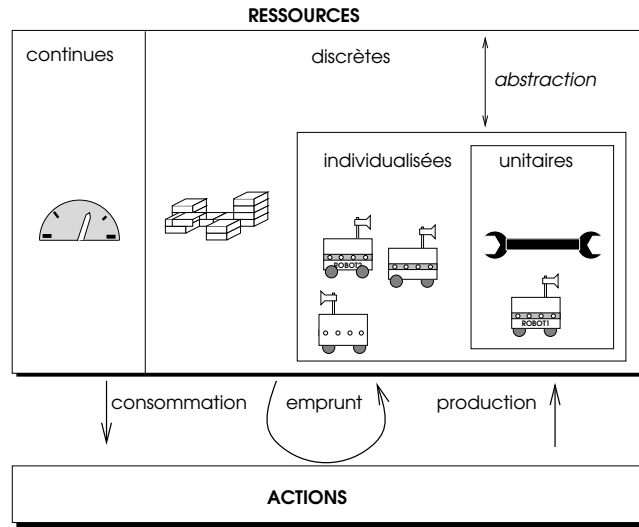 RESSOURCES
continues
discrètes
abstraction
individualisées
unitaires
ROBOT2
ROBOT1
consommation
emprunt
production
ACTIONS